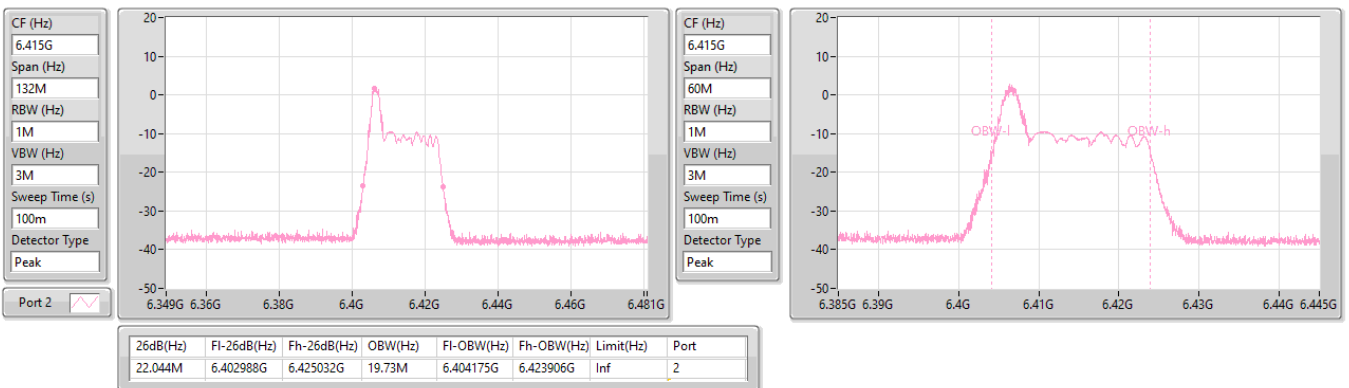 CF (Hz)
6.415G
Span (Hz)
132M
RBW (Hz)
1M
VBW (Hz)
3M
Sweep Time (s)
100m
Detector Type
Peak
Port 2
20-
10-
0-
-10-
-20-
-30-
-40-
-50-
6.349G 6.36G 6.38G 6.4G 6.42G 6.44G 6.46G 6.481G
CF (Hz)
6.415G
Span (Hz)
60M
RBW (Hz)
1M
VBW (Hz)
3M
Sweep Time (s)
100m
Detector Type
Peak
20-
10-
0-
-10-
-20-
-30-
-40-
-50-
OBW-l OBW-h
6.385G 6.39G 6.4G 6.41G 6.42G 6.43G 6.44G 6.445G
26dB(Hz) Fl-26dB(Hz) Fh-26dB(Hz) OBW(Hz) Fl-OBW(Hz) Fh-OBW(Hz) Limit(Hz) Port
22.044M 6.402988G 6.425032G 19.73M 6.404175G 6.423906G Inf 2